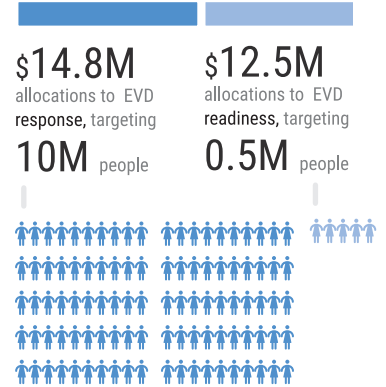 $14.8M
allocations to EVD
response, targeting
10M people
$12.5M
allocations to EVD
readiness, targeting
0.5M people